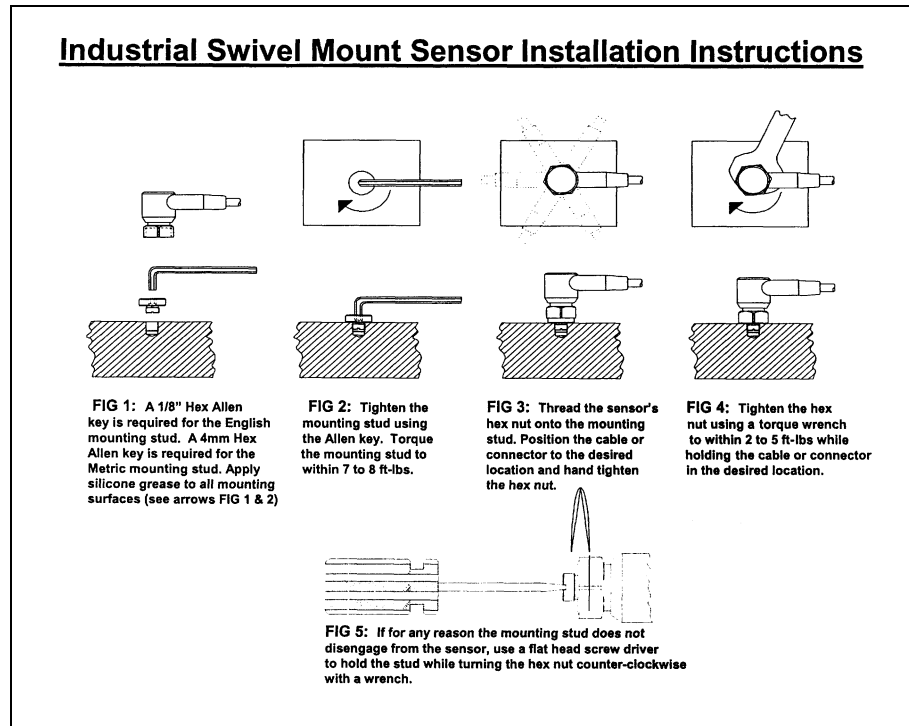 Industrial Swivel Mount Sensor Installation Instructions
FIG 1: A 1/8" Hex Allen
key is required for the English
mounting stud. A 4mm Hex
Allen key is required for the
Metric mounting stud. Apply
silicone grease to all mounting
surfaces (see arrows FIG 1 & 2)
FIG 2: Tighten the
mounting stud using
the Allen key. Torque
the mounting stud to
within 7 to 8 ft-lbs.
FIG 3: Thread the sensor's
hex nut onto the mounting
stud. Position the cable or
connector to the desired
location and hand tighten
the hex nut.
FIG 4: Tighten the hex
nut using a torque wrench
to within 2 to 5 ft-lbs while
holding the cable or connector
in the desired location.
FIG 5: If for any reason the mounting stud does not
disengage from the sensor, use a flat head screw driver
to hold the stud while turning the hex nut counter-clockwise
with a wrench.